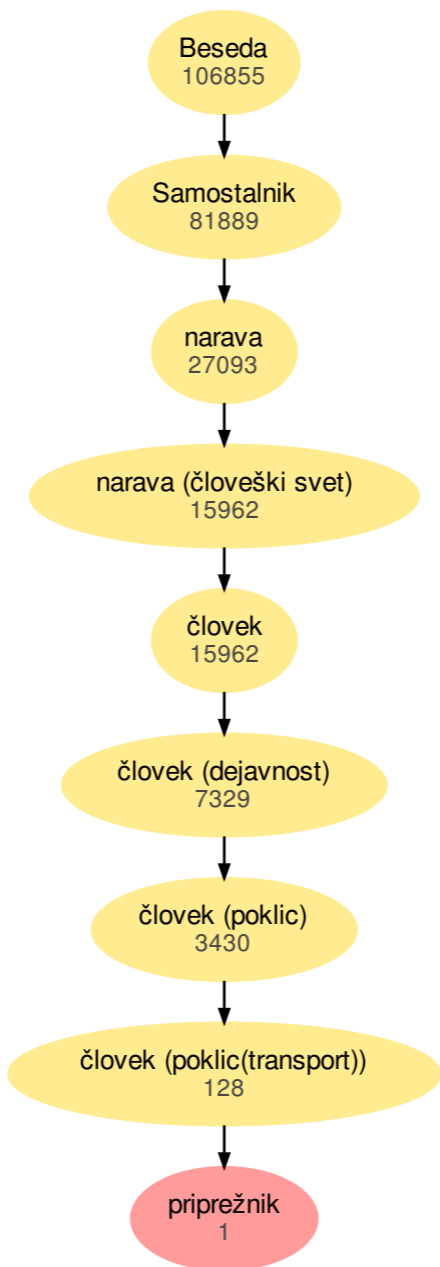 Beseda
106855
Samostalnik
81889
narava
27093
narava (človeški svet)
15962
človek
15962
človek (dejavnost)
7329
človek (poklic)
3430
človek (poklic(transport))
128
priprežnik
1